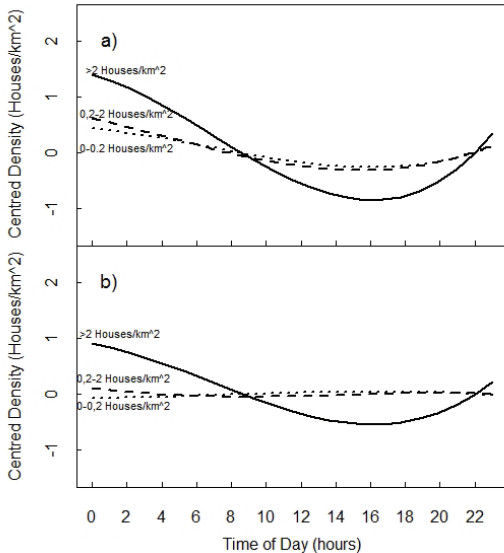 Centred Density (Houses/km^2)
2
1
0
-1
a)
>2 Houses/km^2
0,2-2 Houses/km^2
0-0.2 Houses/km^2
Centred Density (Houses/km^2)
2
1
0
-1
b)
>2 Houses/km^2
0,2-2 Houses/km^2
0-0,2 Houses/km^2
0 2 4 6 8 10 12 14 16 18 20 22
Time of Day (hours)